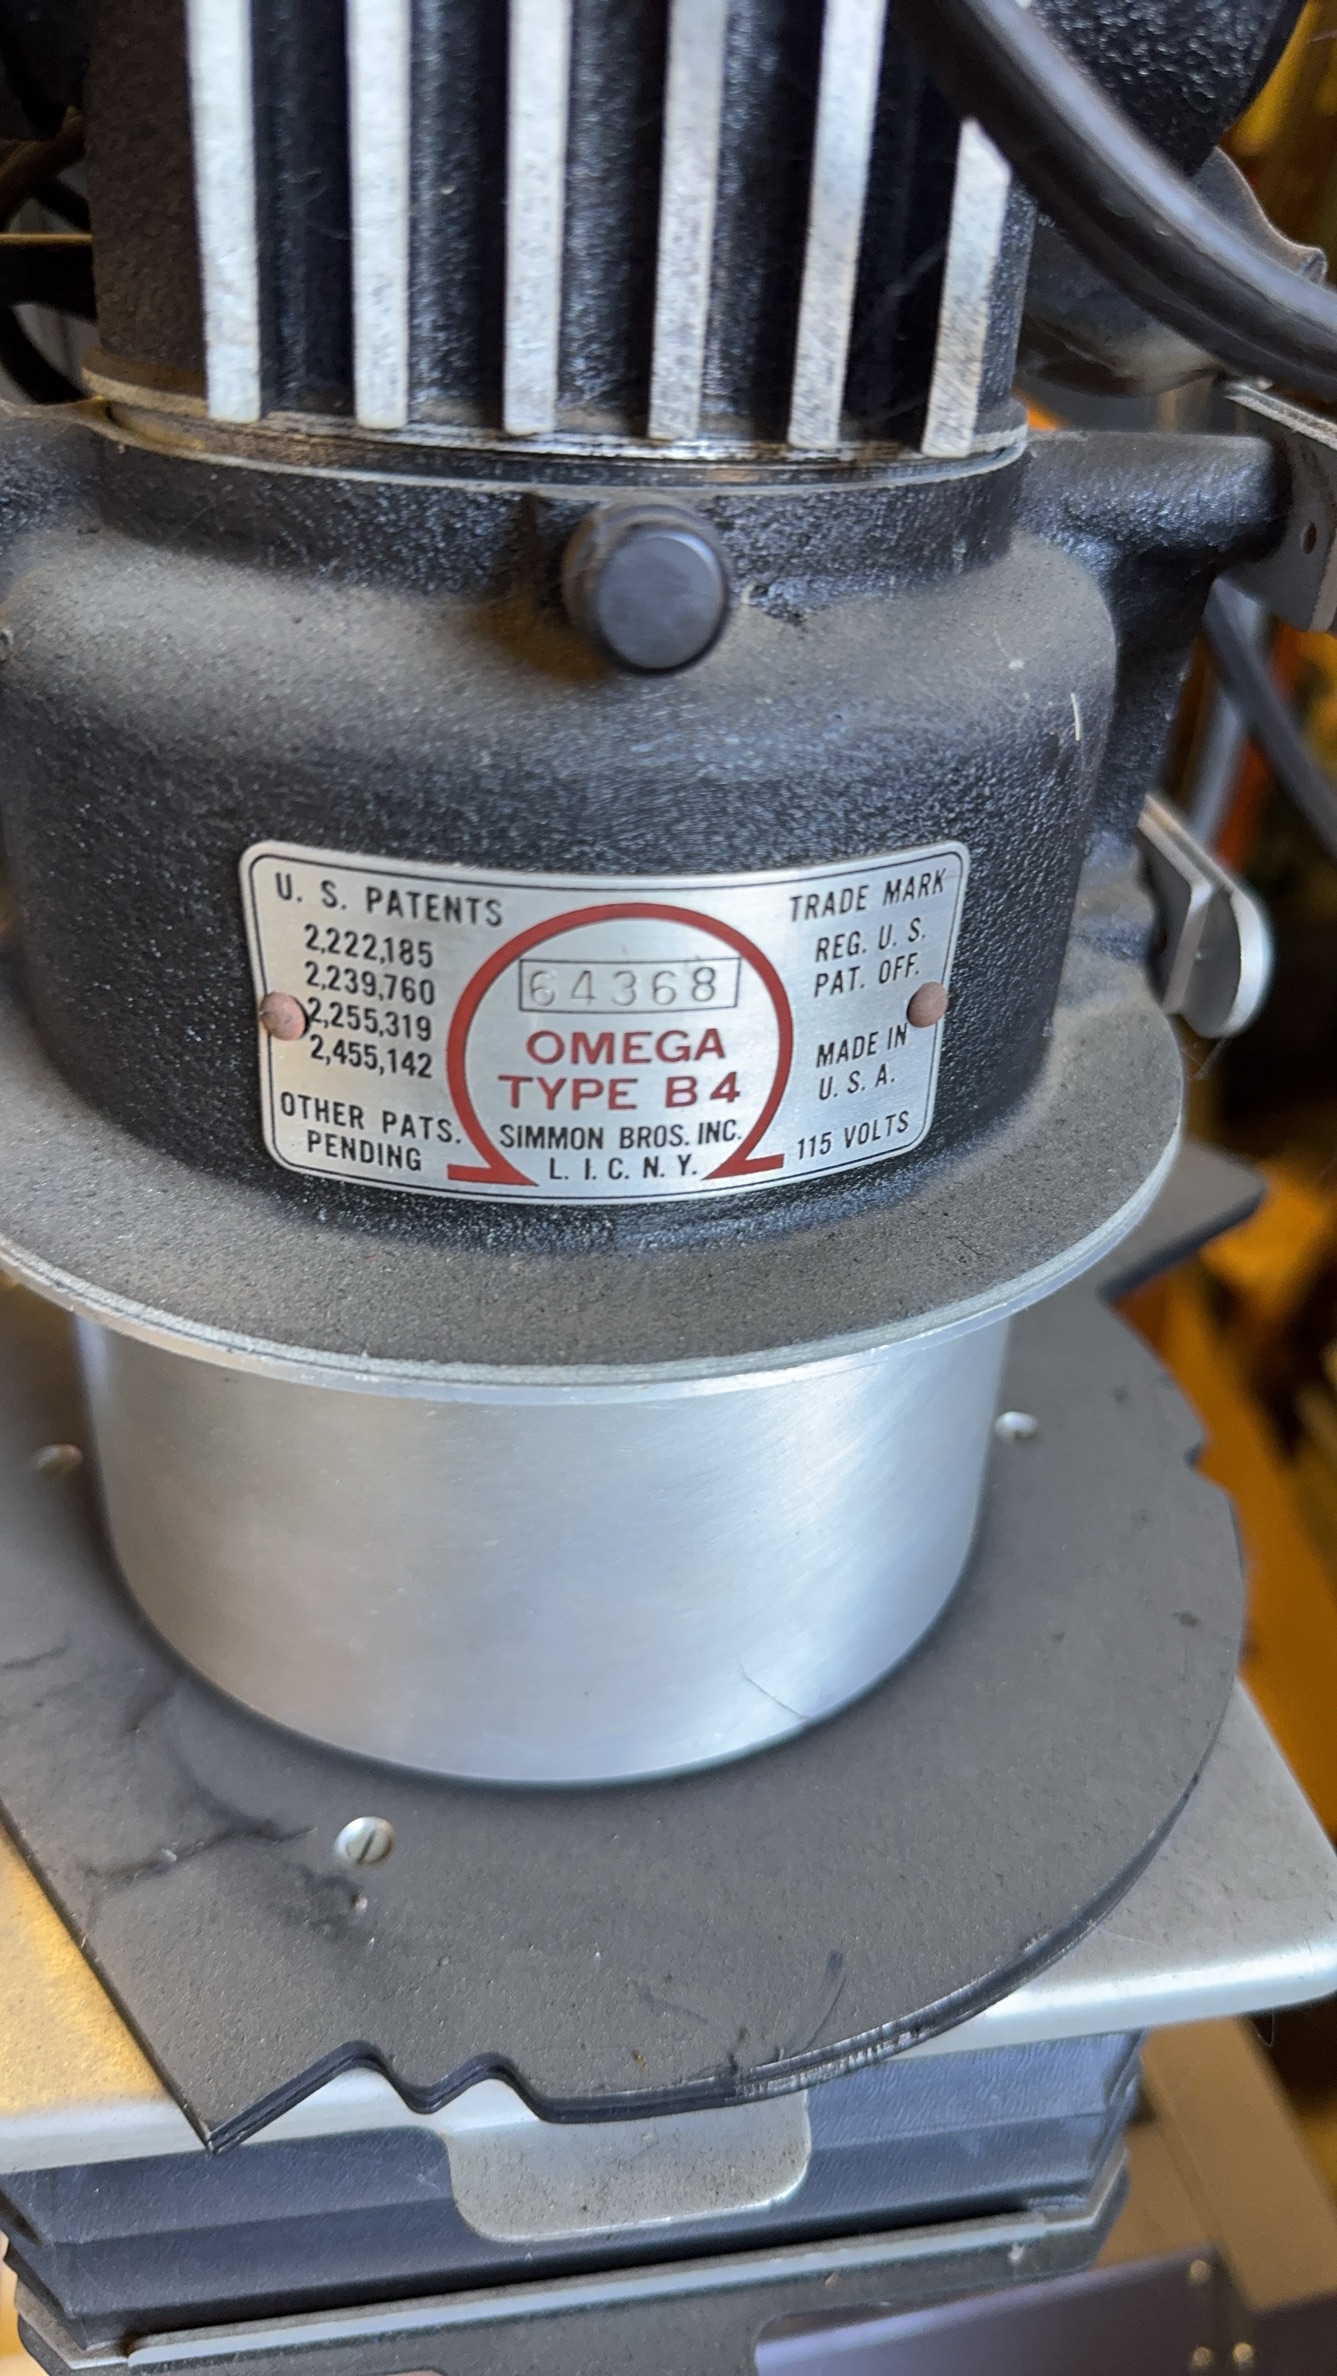 U. S. PATENTS
2,222,185
2,239,760
2,255,319
2,455,142
OTHER PATS.
PENDING
64368
OMEGA
TYPE B4
SIMMON BROS. INC.
L. I. C. N. Y.
TRADE MARK
REG. U. S.
PAT. OFF.
MADE IN
U. S. A.
115 VOLTS